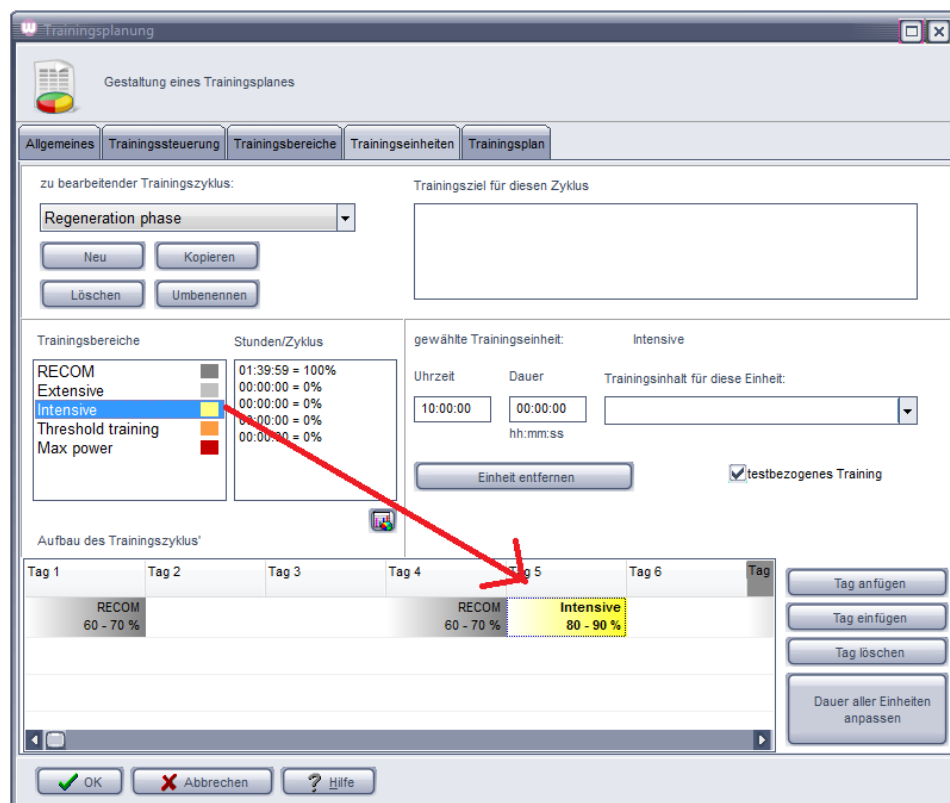 Trainingsplanung
Gestaltung eines Trainingsplanes
Allgemeines Trainingssteuerung Trainingsbereiche Trainingseinheiten Trainingsplan
zu bearbeitender Trainingszyklus:
Trainingsziel für diesen Zyklus
Regeneration phase
Neu Kopieren
Löschen Umbenennen
Trainingsbereiche
RECOM
Extensive
Intensive
Threshold training
Max power
Stunden/Zyklus
01:39:59 = 100%
00:00:00 = 0%
00:00:00 = 0%
00:00:00 = 0%
00:00:00 = 0%
gewählte Trainingseinheit: Intensive
Uhrzeit Dauer Trainingsinhalt für diese Einheit:
10:00:00 00:00:00
hh:mm:ss
Einheit entfernen
testbezogenes Training
Aufbau des Trainingszyklus'
Tag 1 Tag 2 Tag 3 Tag 4 Tag 5 Tag 6 Tag
RECOM RECOM Intensive
60 - 70 % 60 - 70 % 80 - 90 %
Tag anfügen
Tag einfügen
Tag löschen
Dauer aller Einheiten
anpassen
OK Abbrechen Hilfe